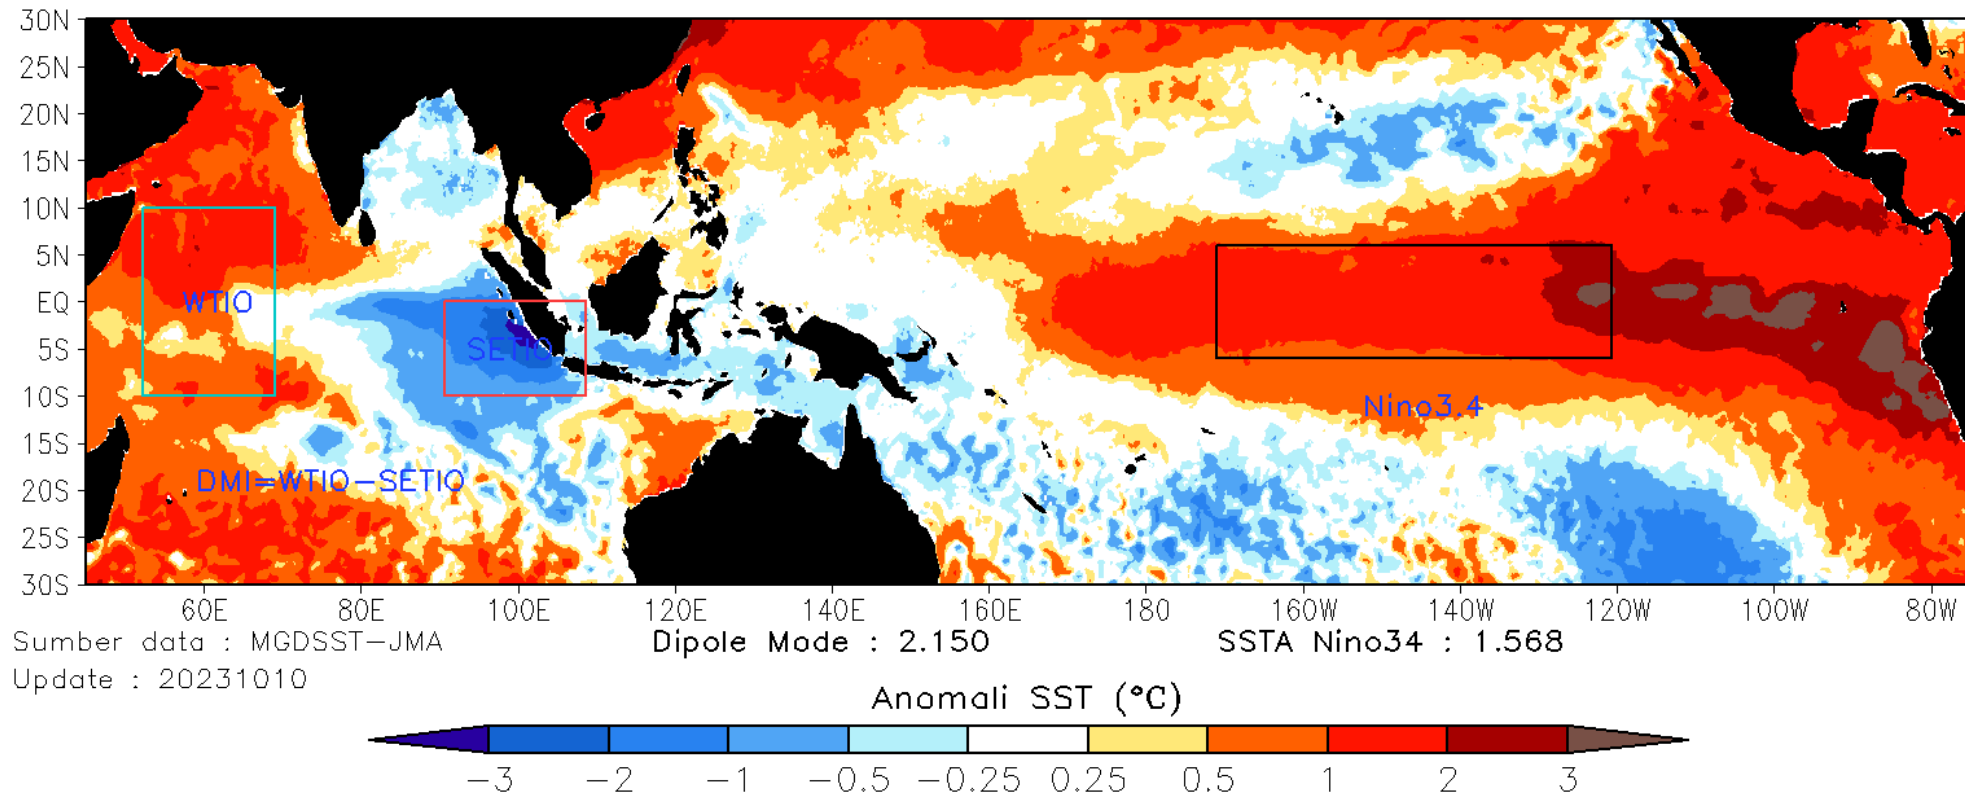 30N
25N
20N
15N
10N
5N
EQ
5S
10S
15S
20S
25S
30S
WTIO
SETIO
Nino3.4
DMI=WTIO-SETIO
60E 80E 100E 120E 140E 160E 180 160W 140W 120W 100W 80W
Sumber data : MGDSST-JMA Dipole Mode : 2.150 SSTA Nino34 : 1.568
Update : 20231010
Anomali SST (°C)
-3 -2 -1 -0.5 -0.25 0.25 0.5 1 2 3